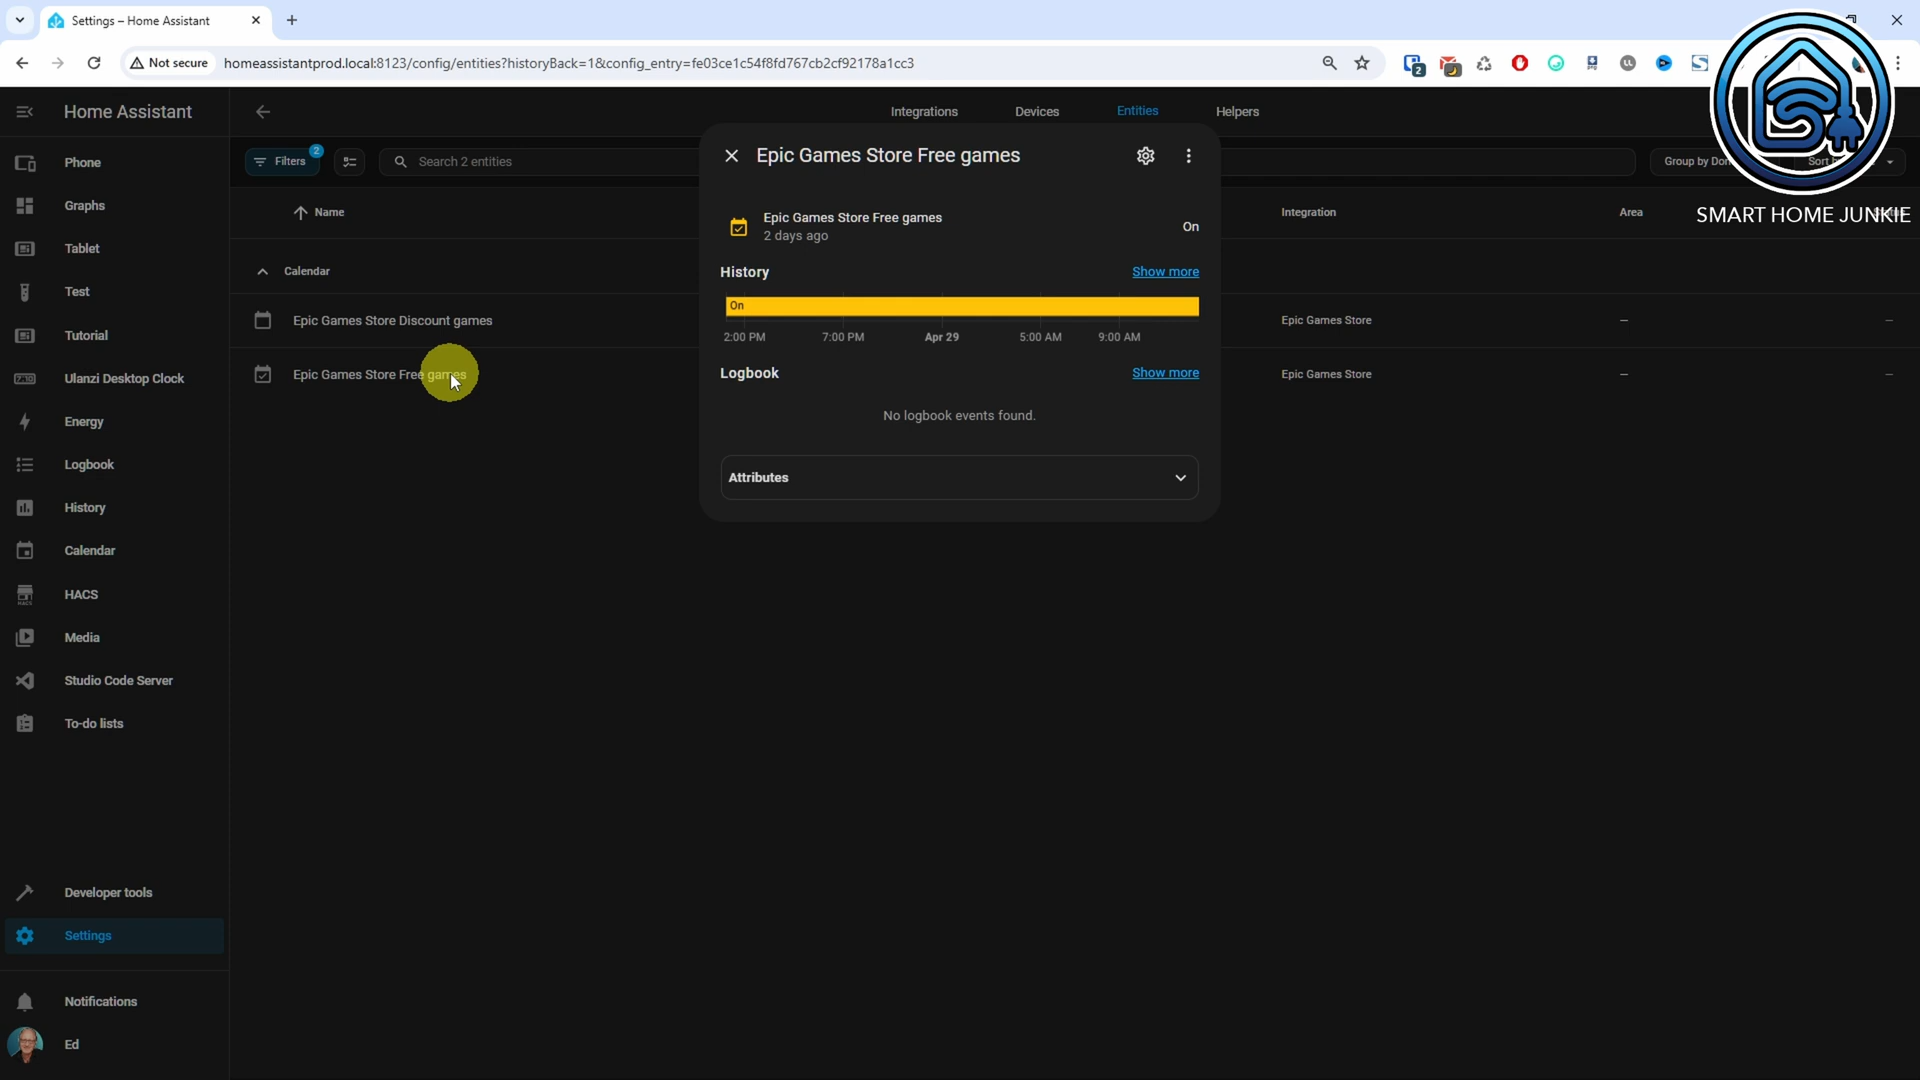 Settings – Home Assistant
Not secure
homeassistantprod.local:8123/config/entities?historyBack=1&config_entry=fe03ce1c54f8fd767cb2cf92178a1cc3
2
Home Assistant
Integrations
Devices
Entities
Helpers
Phone
Graphs
Tablet
Test
Tutorial
Ulanzi Desktop Clock
Energy
Logbook
History
Calendar
HACS
Media
Studio Code Server
To-do lists
Developer tools
Settings
Notifications
Ed
Filters
2
Search 2 entities
Group by
Name
Integration
Area
Calendar
Epic Games Store Discount games
Epic Games Store
—
—
Epic Games Store Free games
Epic Games Store
—
—
Epic Games Store Free games
Epic Games Store Free games
2 days ago
On
History
Show more
On
2:00 PM
7:00 PM
Apr 29
5:00 AM
9:00 AM
Logbook
Show more
No logbook events found.
Attributes
SMART HOME JUNKIE